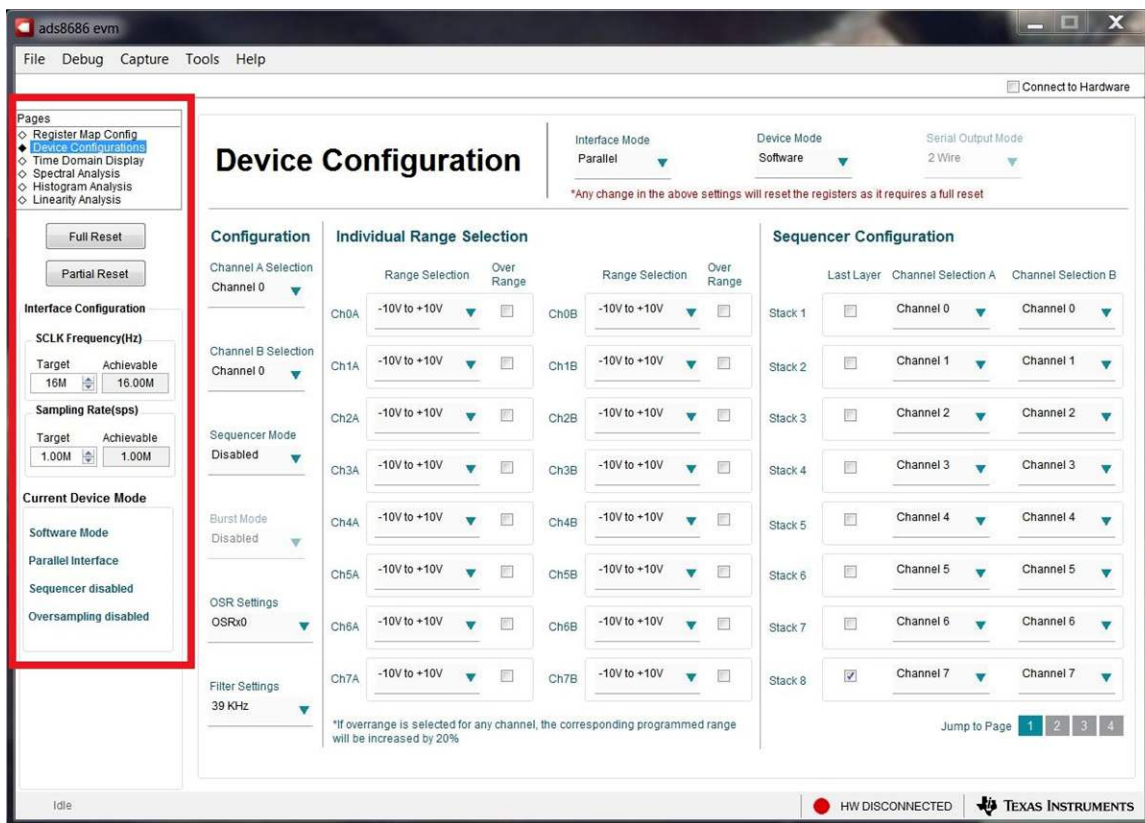 ads8686 evm
File Debug Capture Tools Help
Connect to Hardware
Pages
Register Map Config
Device Configurations
Time Domain Display
Spectral Analysis
Histogram Analysis
Linearity Analysis
Full Reset
Partial Reset
Interface Configuration
SCLK Frequency(Hz)
Target Achievable
16M 16.00M
Sampling Rate(sps)
Target Achievable
1.00M 1.00M
Current Device Mode
Software Mode
Parallel Interface
Sequencer disabled
Oversampling disabled
Device Configuration
Interface Mode
Parallel
Device Mode
Software
Serial Output Mode
2 Wire
*Any change in the above settings will reset the registers as it requires a full reset
Configuration
Channel A Selection
Channel 0
Channel B Selection
Channel 0
Sequencer Mode
Disabled
Burst Mode
Disabled
OSR Settings
OSRx0
Filter Settings
39 KHz
Individual Range Selection
Range Selection Over Range Range Selection Over Range
Ch0A -10V to +10V Ch0B -10V to +10V
Ch1A -10V to +10V Ch1B -10V to +10V
Ch2A -10V to +10V Ch2B -10V to +10V
Ch3A -10V to +10V Ch3B -10V to +10V
Ch4A -10V to +10V Ch4B -10V to +10V
Ch5A -10V to +10V Ch5B -10V to +10V
Ch6A -10V to +10V Ch6B -10V to +10V
Ch7A -10V to +10V Ch7B -10V to +10V
*If overrange is selected for any channel, the corresponding programmed range
will be increased by 20%
Sequencer Configuration
Last Layer Channel Selection A Channel Selection B
Stack 1 Channel 0 Channel 0
Stack 2 Channel 1 Channel 1
Stack 3 Channel 2 Channel 2
Stack 4 Channel 3 Channel 3
Stack 5 Channel 4 Channel 4
Stack 6 Channel 5 Channel 5
Stack 7 Channel 6 Channel 6
Stack 8 Channel 7 Channel 7
Jump to Page 1 2 3 4
Idle
HW DISCONNECTED
TEXAS INSTRUMENTS